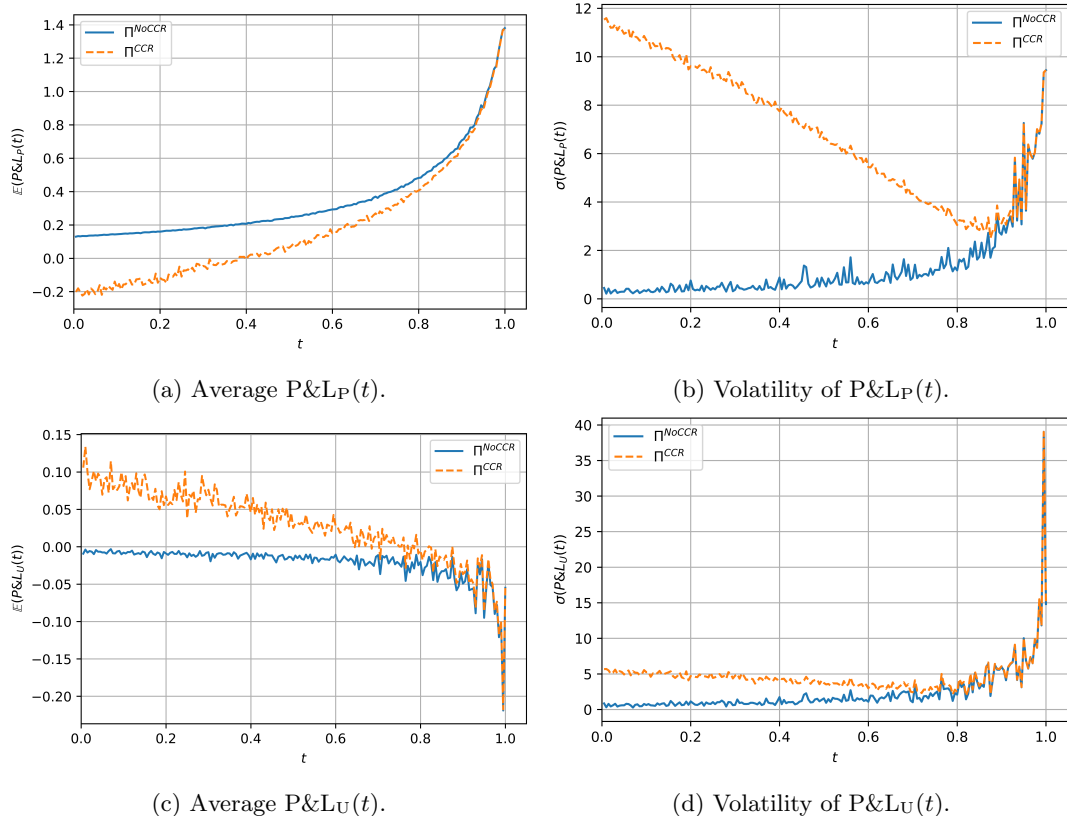 1.4
1.2
1.0
0.8
0.6
0.4
0.2
0.0
−0.2
𝔼(P&L_P(t))
Π^NoCCR
Π^CCR
0.0 0.2 0.4 0.6 0.8 1.0
t
(a) Average P&L_P(t).
12
10
8
6
4
2
0
σ(P&L_P(t))
Π^NoCCR
Π^CCR
0.0 0.2 0.4 0.6 0.8 1.0
t
(b) Volatility of P&L_P(t).
0.15
0.10
0.05
0.00
−0.05
−0.10
−0.15
−0.20
𝔼(P&L_U(t))
Π^NoCCR
Π^CCR
0.0 0.2 0.4 0.6 0.8 1.0
t
(c) Average P&L_U(t).
40
35
30
25
20
15
10
5
0
σ(P&L_U(t))
Π^NoCCR
Π^CCR
0.0 0.2 0.4 0.6 0.8 1.0
t
(d) Volatility of P&L_U(t).